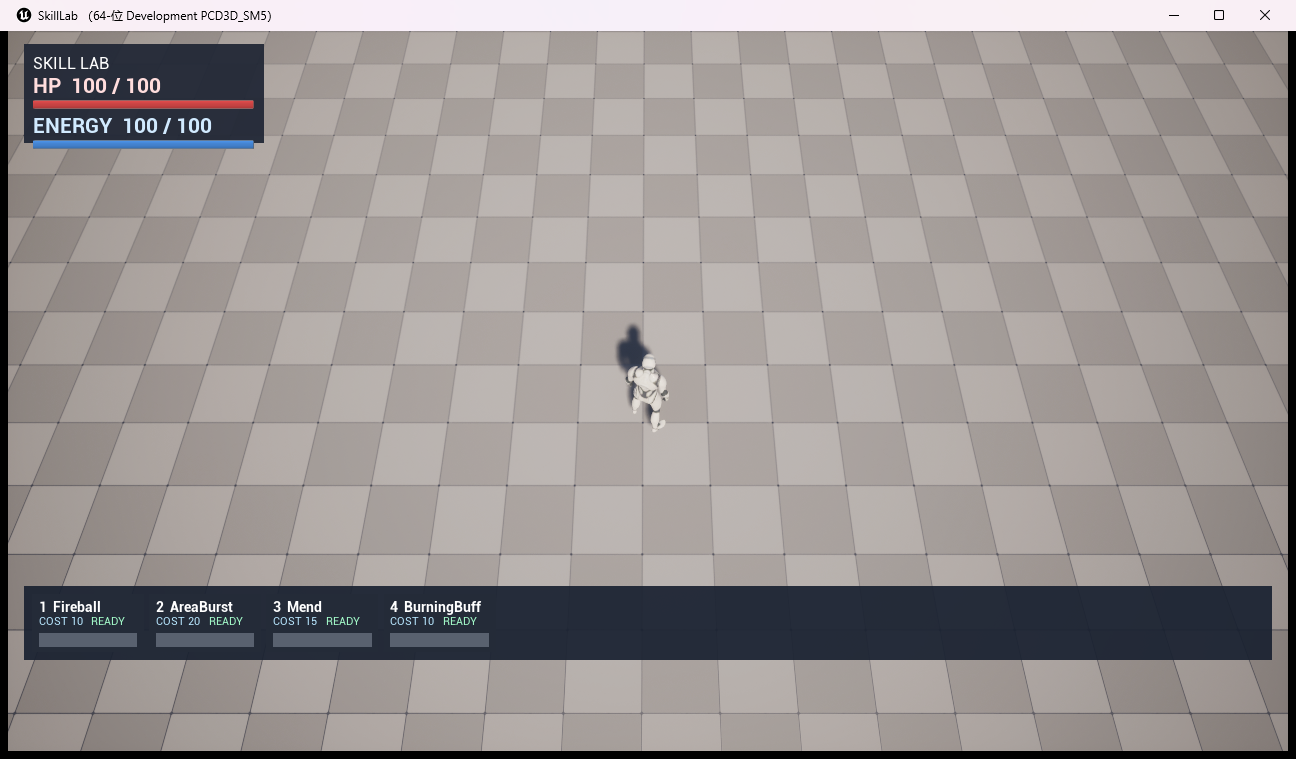 SkillLab (64-位 Development PCD3D_SM5)
SKILL LAB
HP 100 / 100
ENERGY 100 / 100
1 Fireball
COST 10 READY
2 AreaBurst
COST 20 READY
3 Mend
COST 15 READY
4 BurningBuff
COST 10 READY